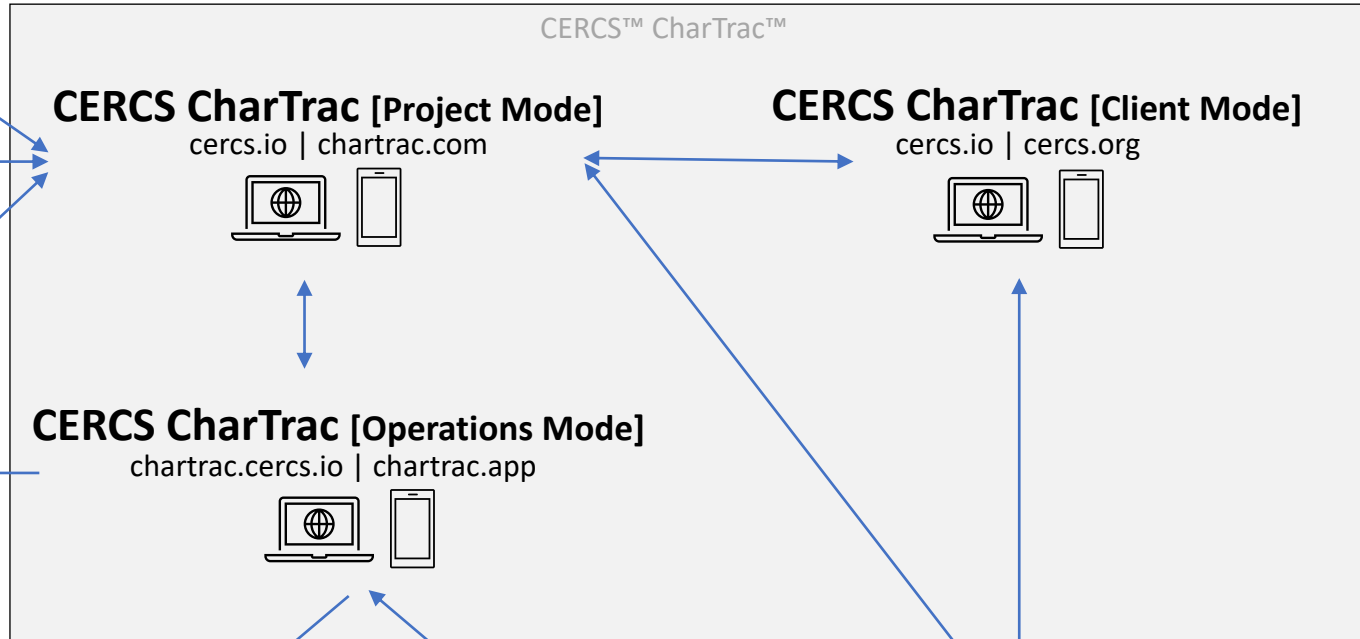 CERCS™ CharTrac™
CERCS CharTrac [Project Mode]
cercs.io | chartrac.com
CERCS CharTrac [Client Mode]
cercs.io | cercs.org
CERCS CharTrac [Operations Mode]
chartrac.cercs.io | chartrac.app